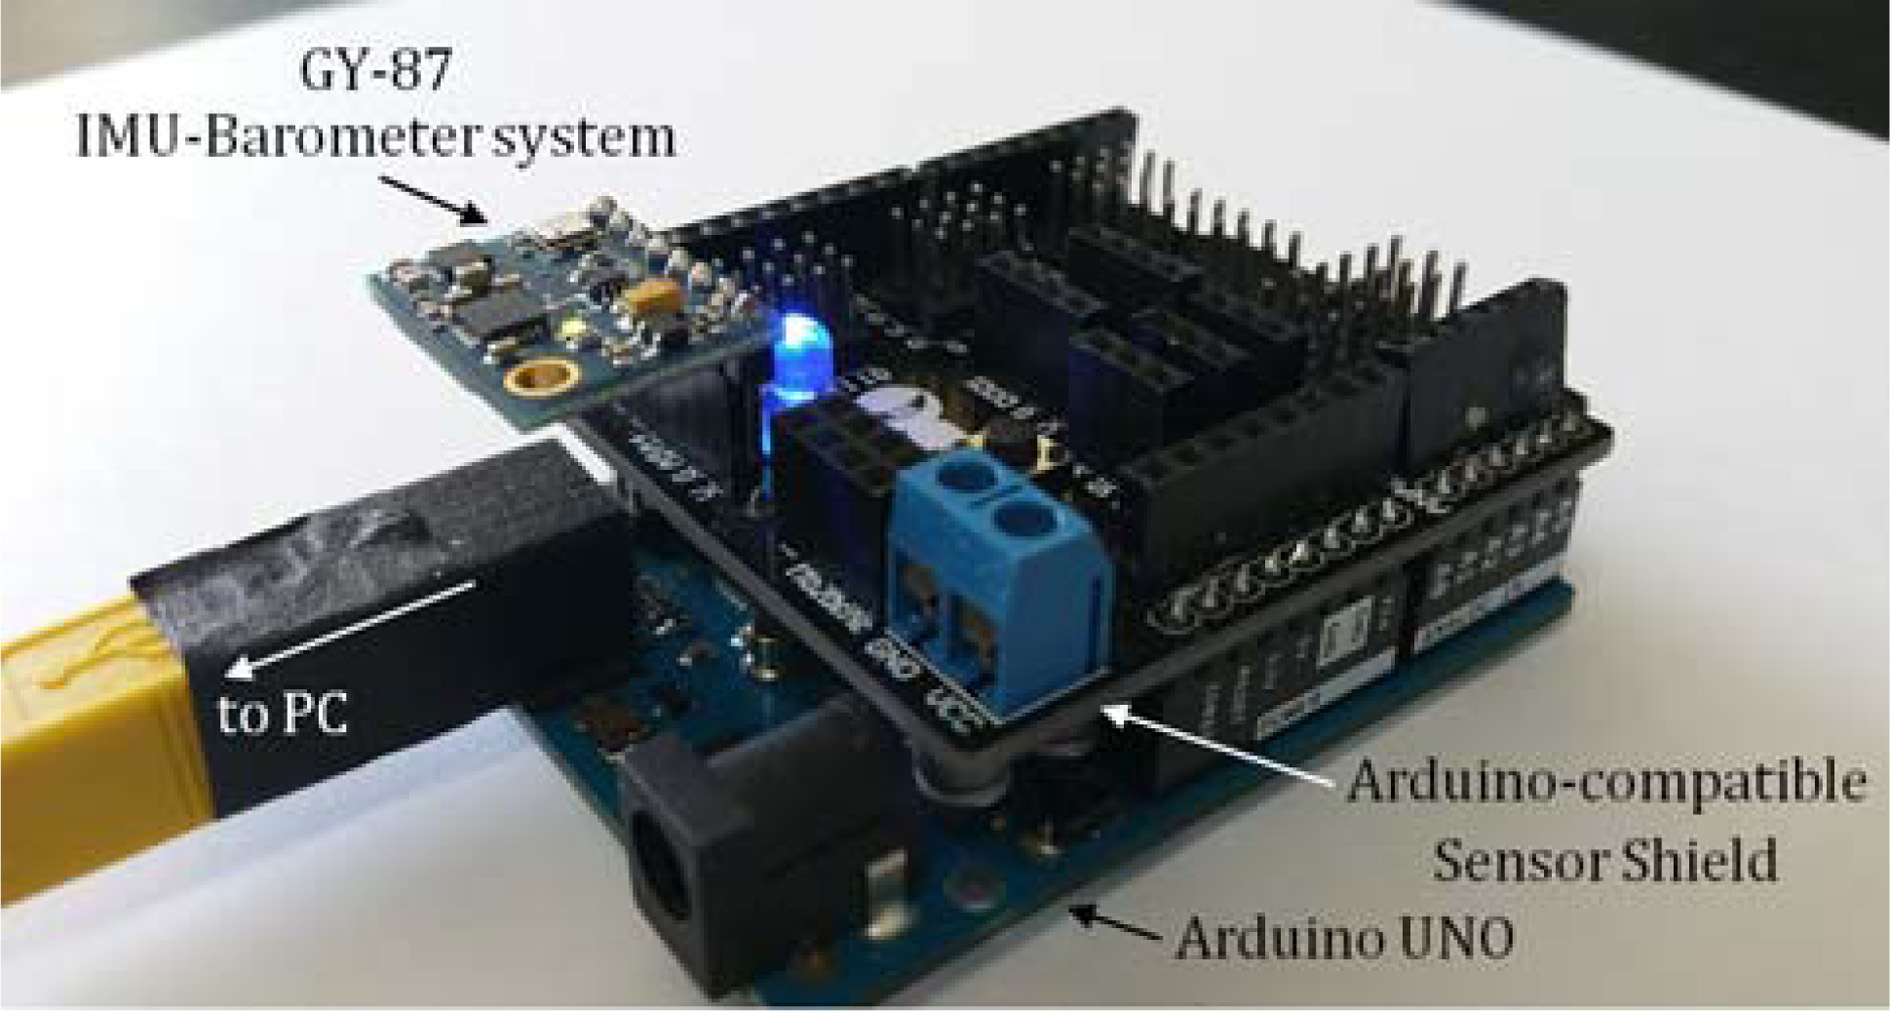 GY-87
IMU-Barometer system
to PC
GND VCC
Arduino-compatible
Sensor Shield
Arduino UNO